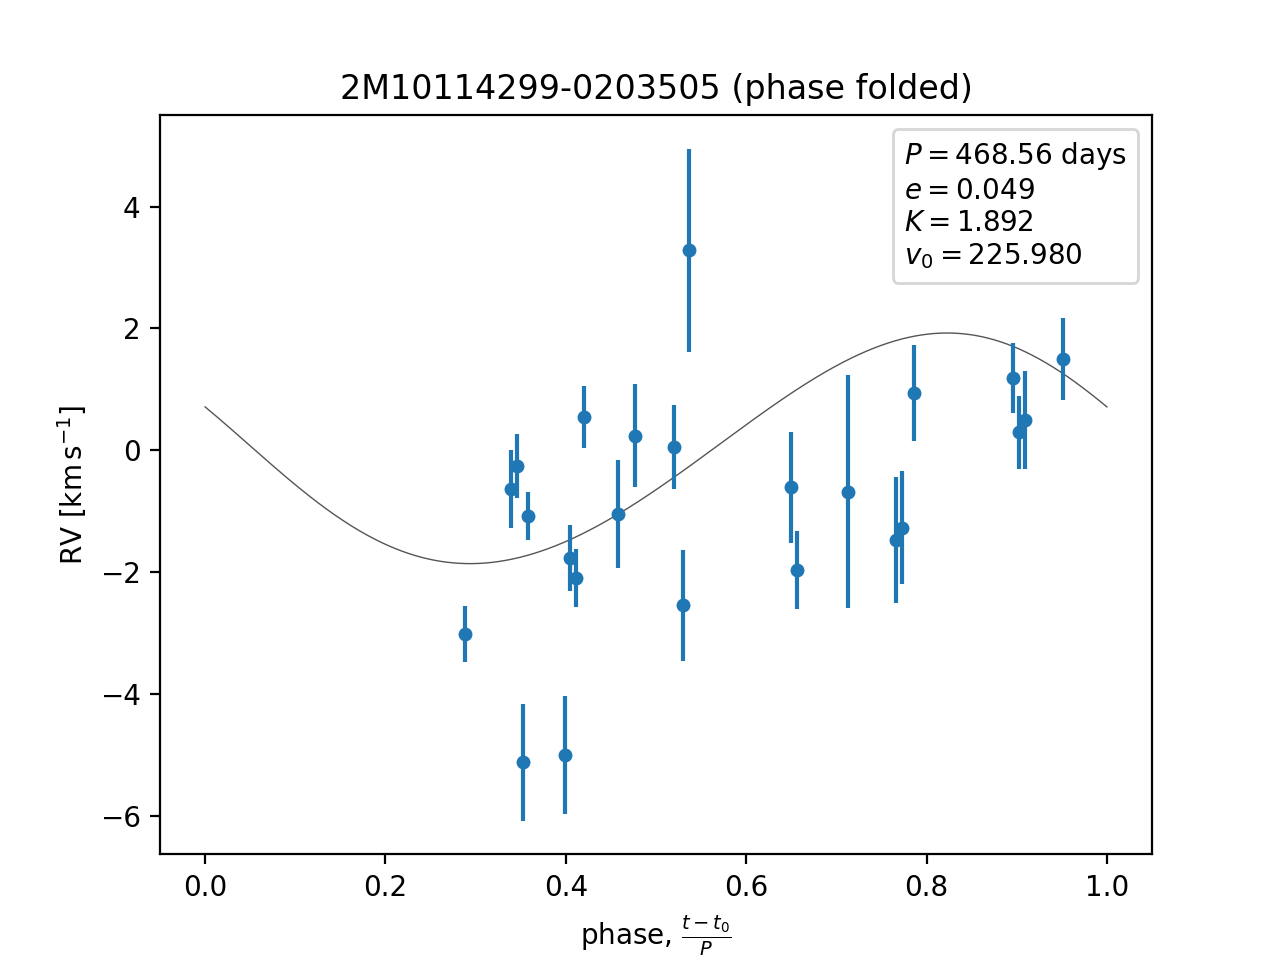 2M10114299-0203505 (phase folded)
P = 468.56 days
e = 0.049
K = 1.892
v₀ = 225.980
RV [km s⁻¹]
4
2
0
−2
−4
−6
0.0 0.2 0.4 0.6 0.8 1.0
phase, (t − t₀)/P